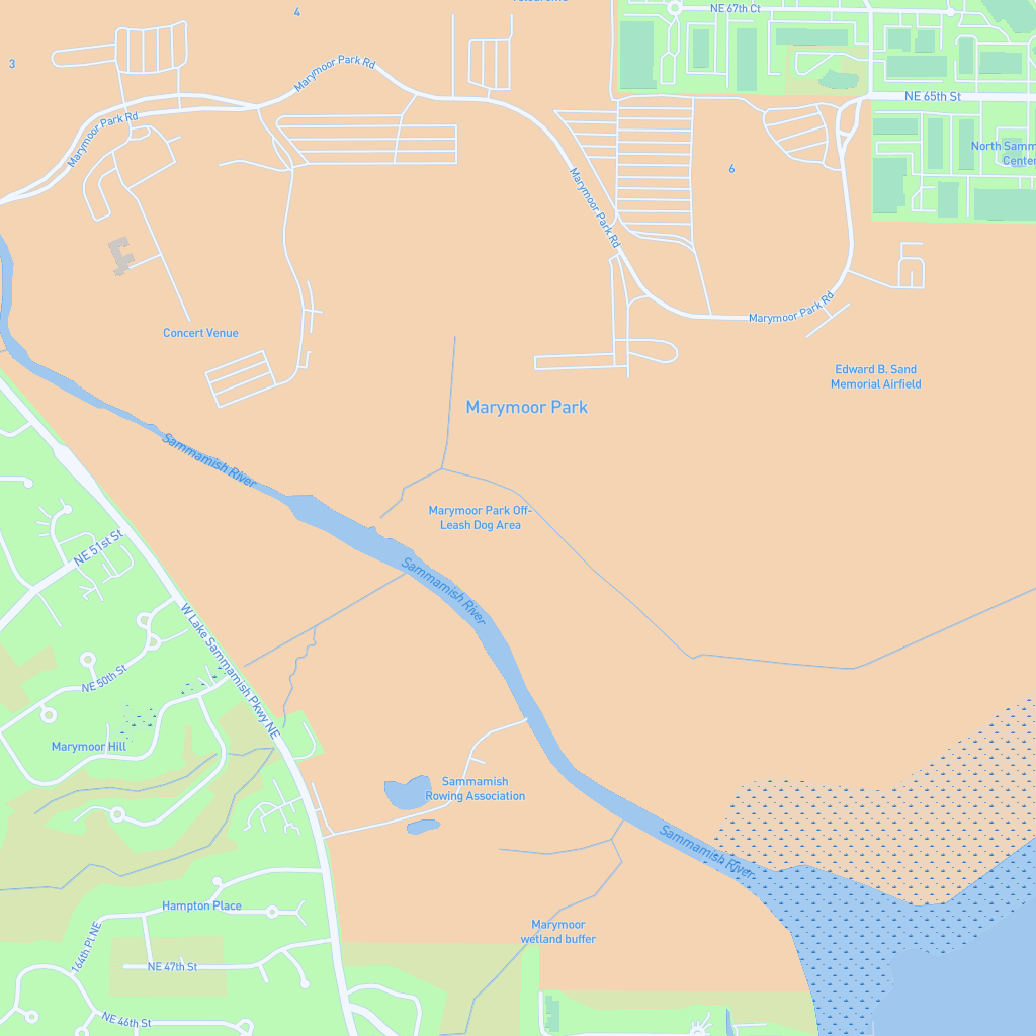 4
NE 67th Ct
3
Marymoor Park Rd
NE 65th St
Marymoor Park Rd
North Samm
Center
6
Marymoor Park Rd
Marymoor Park Rd
Concert Venue
Edward B. Sand
Memorial Airfield
Marymoor Park
Sammamish River
Marymoor Park Off-
Leash Dog Area
NE 51st St
Sammamish River
W Lake Sammamish Pkwy NE
NE 50th St
Marymoor Hill
Sammamish
Rowing Association
Sammamish River
Hampton Place
Marymoor
wetland buffer
164th Pl NE
NE 47th St
NE 46th St